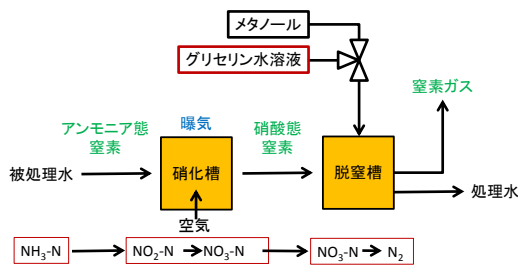 メタノール
グリセリン水溶液
窒素ガス
アンモニア態
窒素
曝気
硝酸態
窒素
被処理水
硝化槽
脱窒槽
処理水
空気
NH3-N
NO2-N
NO3-N
NO3-N
N2